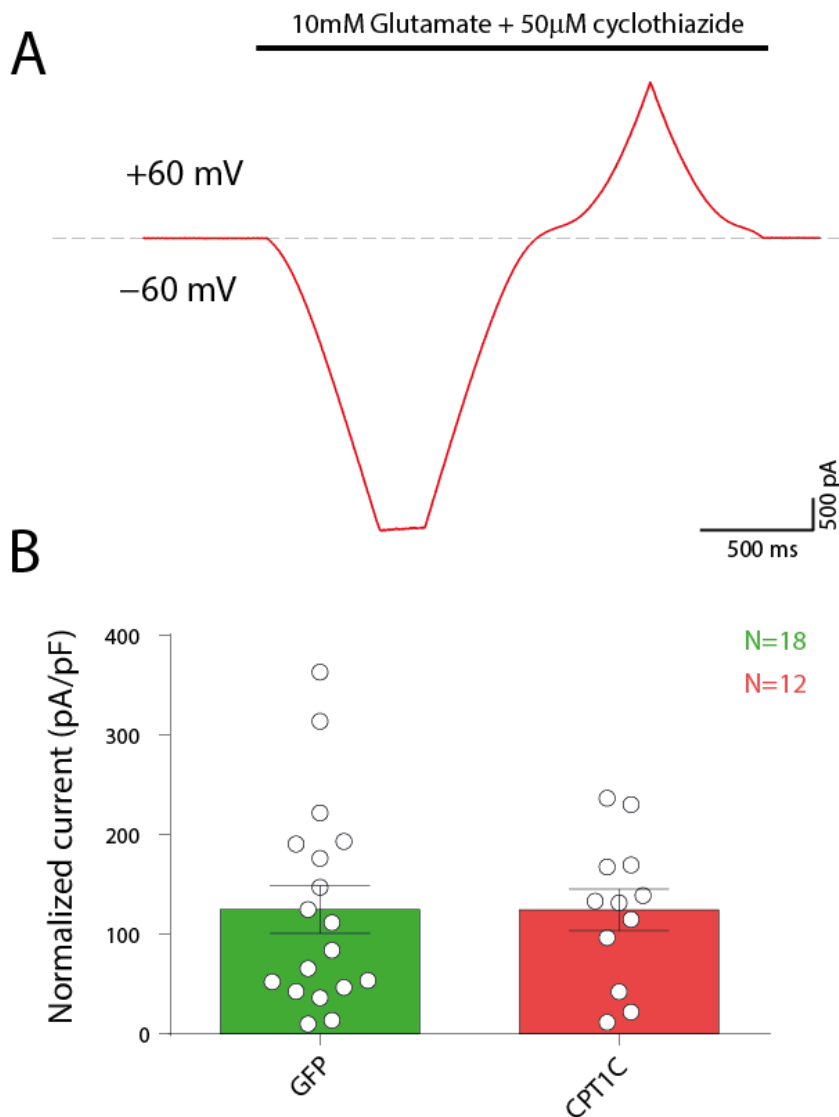 10mM Glutamate + 50µM cyclothiazide
A
+60 mV
−60 mV
500 pA
500 ms
B
Normalized current (pA/pF)
400
300
200
100
0
N=18
N=12
GFP
CPT1C